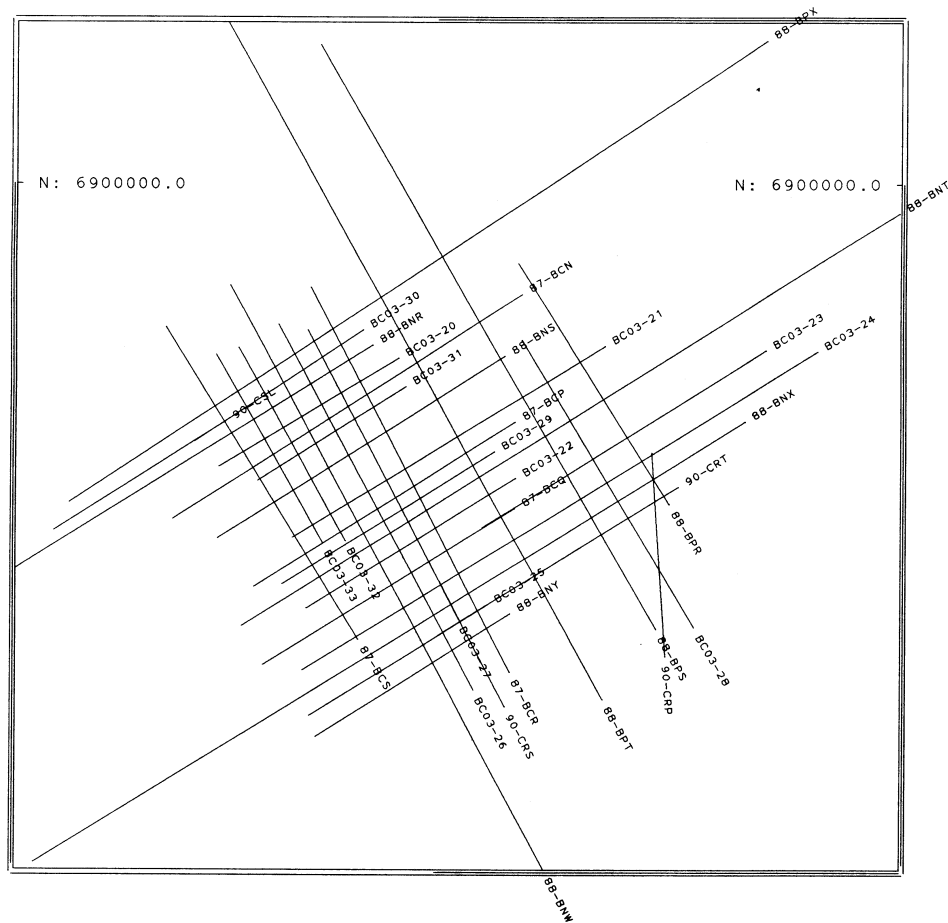 88-BPX
N: 6900000.0
N: 6900000.0
88-BNT
87-BCN
BC03-30
88-BNR
BC03-20
BC03-31
88-BNS
BC03-21
BC03-23
BC03-24
90-CSL
87-BCP
BC03-29
88-BNX
BC03-22
87-BCQ
90-CRT
88-BPR
BC03-33
BC03-32
BC03-25
88-BNY
87-BCS
BC03-27
88-BPS
BC03-28
90-CRP
87-BCR
BC03-26
90-CRS
88-BPT
88-BNW